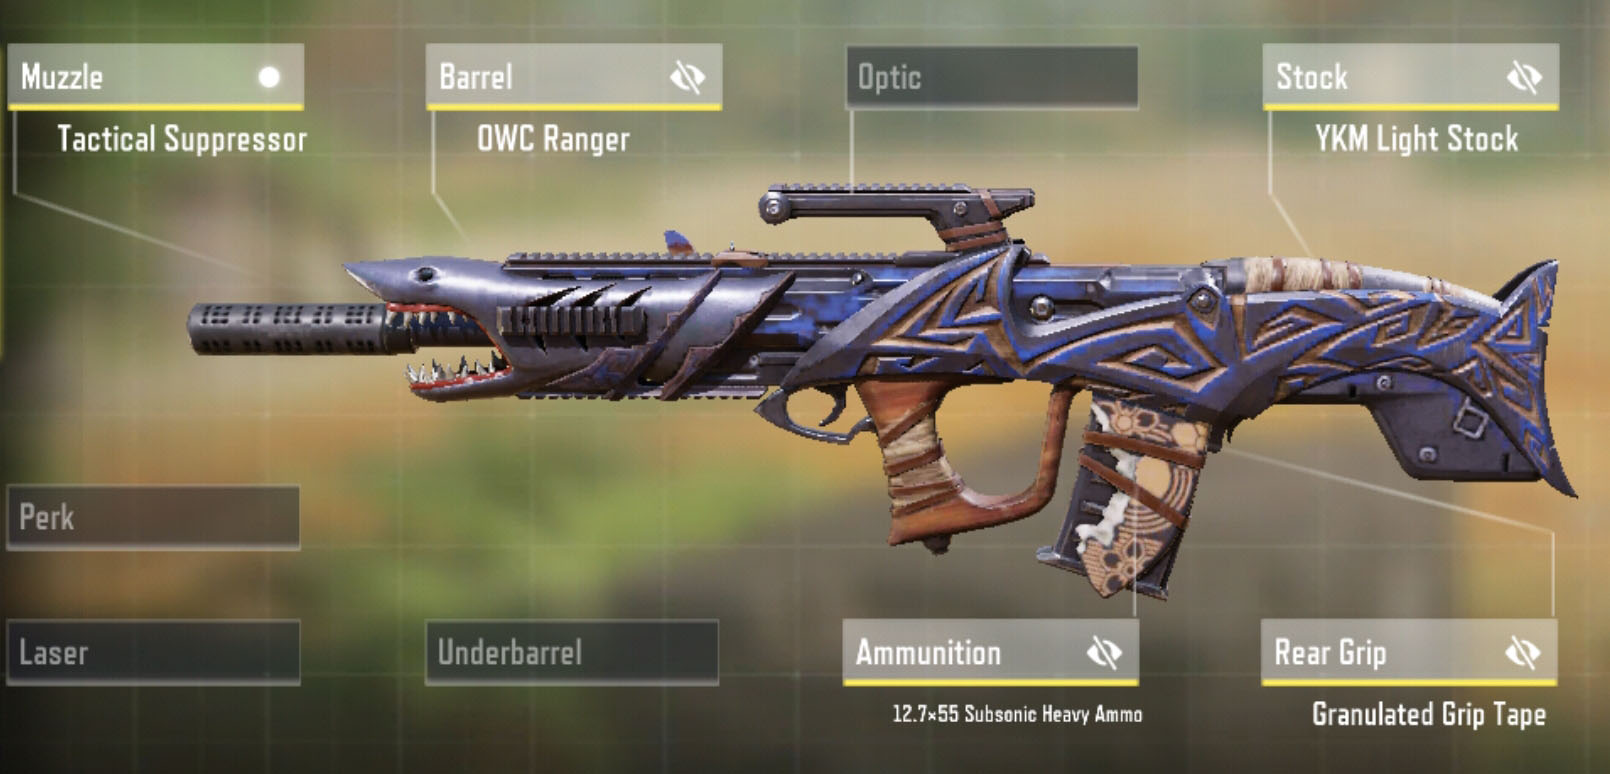 Muzzle
Tactical Suppressor
Barrel
OWC Ranger
Optic
Stock
YKM Light Stock
Perk
Laser
Underbarrel
Ammunition
12.7×55 Subsonic Heavy Ammo
Rear Grip
Granulated Grip Tape